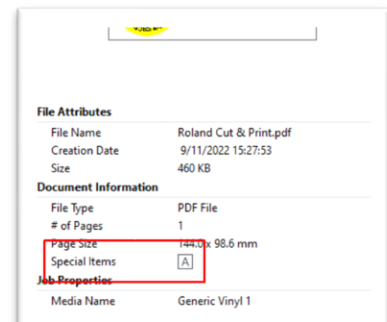 File Attributes
File Name Roland Cut & Print.pdf
Creation Date 9/11/2022 15:27:53
Size 460 KB
Document Information
File Type PDF File
# of Pages 1
Page Size 144.0 x 98.6 mm
Special Items A
Job Properties
Media Name Generic Vinyl 1